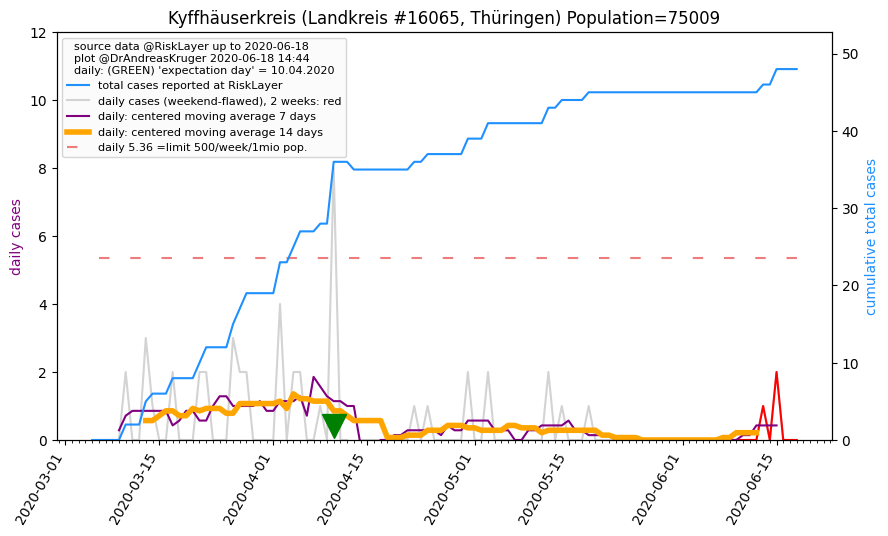 Kyffhäuserkreis (Landkreis #16065, Thüringen) Population=75009
source data @RiskLayer up to 2020-06-18
plot @DrAndreasKruger 2020-06-18 14:44
daily: (GREEN) 'expectation day' = 10.04.2020
total cases reported at RiskLayer
daily cases (weekend-flawed), 2 weeks: red
daily: centered moving average 7 days
daily: centered moving average 14 days
daily 5.36 =limit 500/week/1mio pop.
daily cases
12
10
8
6
4
2
0
cumulative total cases
50
40
30
20
10
0
2020-03-01
2020-03-15
2020-04-01
2020-04-15
2020-05-01
2020-05-15
2020-06-01
2020-06-15